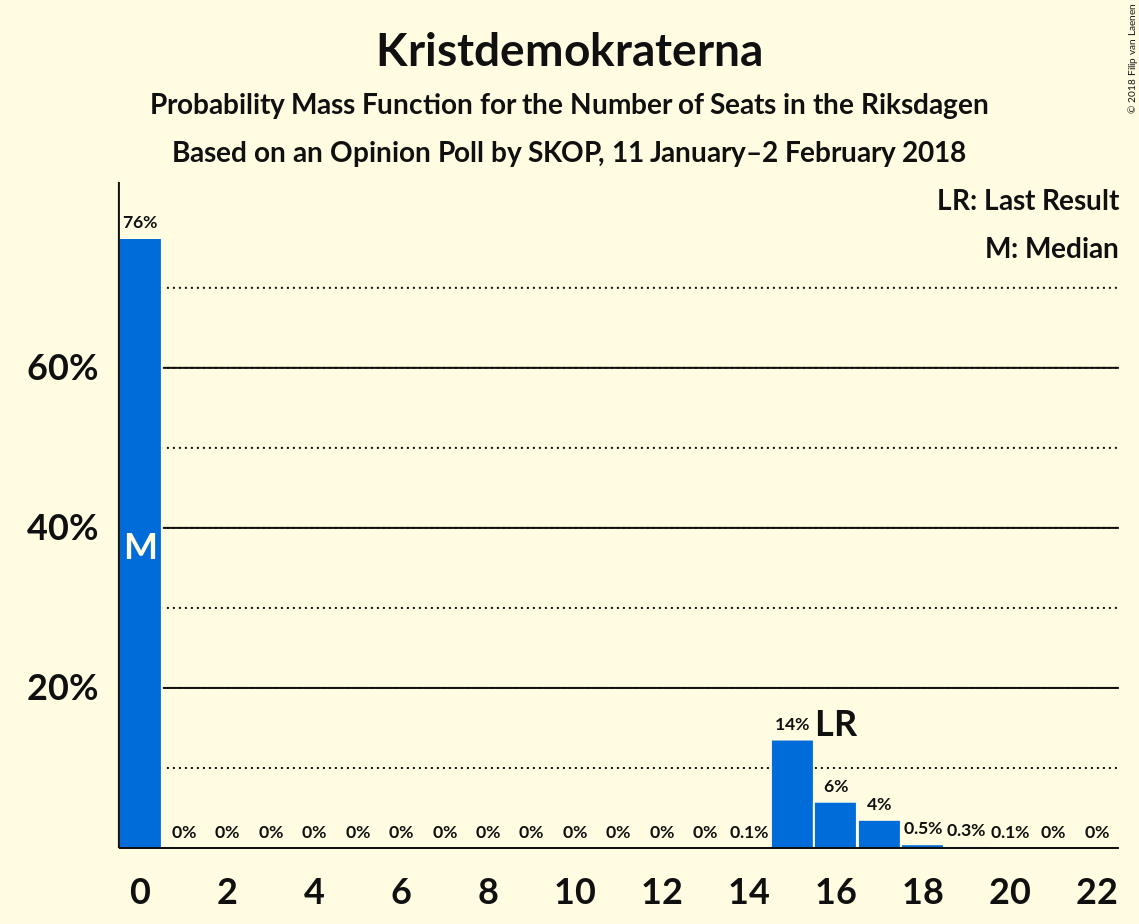 Kristdemokraterna
Probability Mass Function for the Number of Seats in the Riksdagen
Based on an Opinion Poll by SKOP, 11 January–2 February 2018
© 2018 Filip van Laenen
LR: Last Result
M: Median
76%
60%
40%
M
20%
14% LR
6%
4%
0% 0% 0% 0% 0% 0% 0% 0% 0% 0% 0% 0% 0% 0.1% 0.5% 0.3% 0.1% 0% 0%
0 2 4 6 8 10 12 14 16 18 20 22